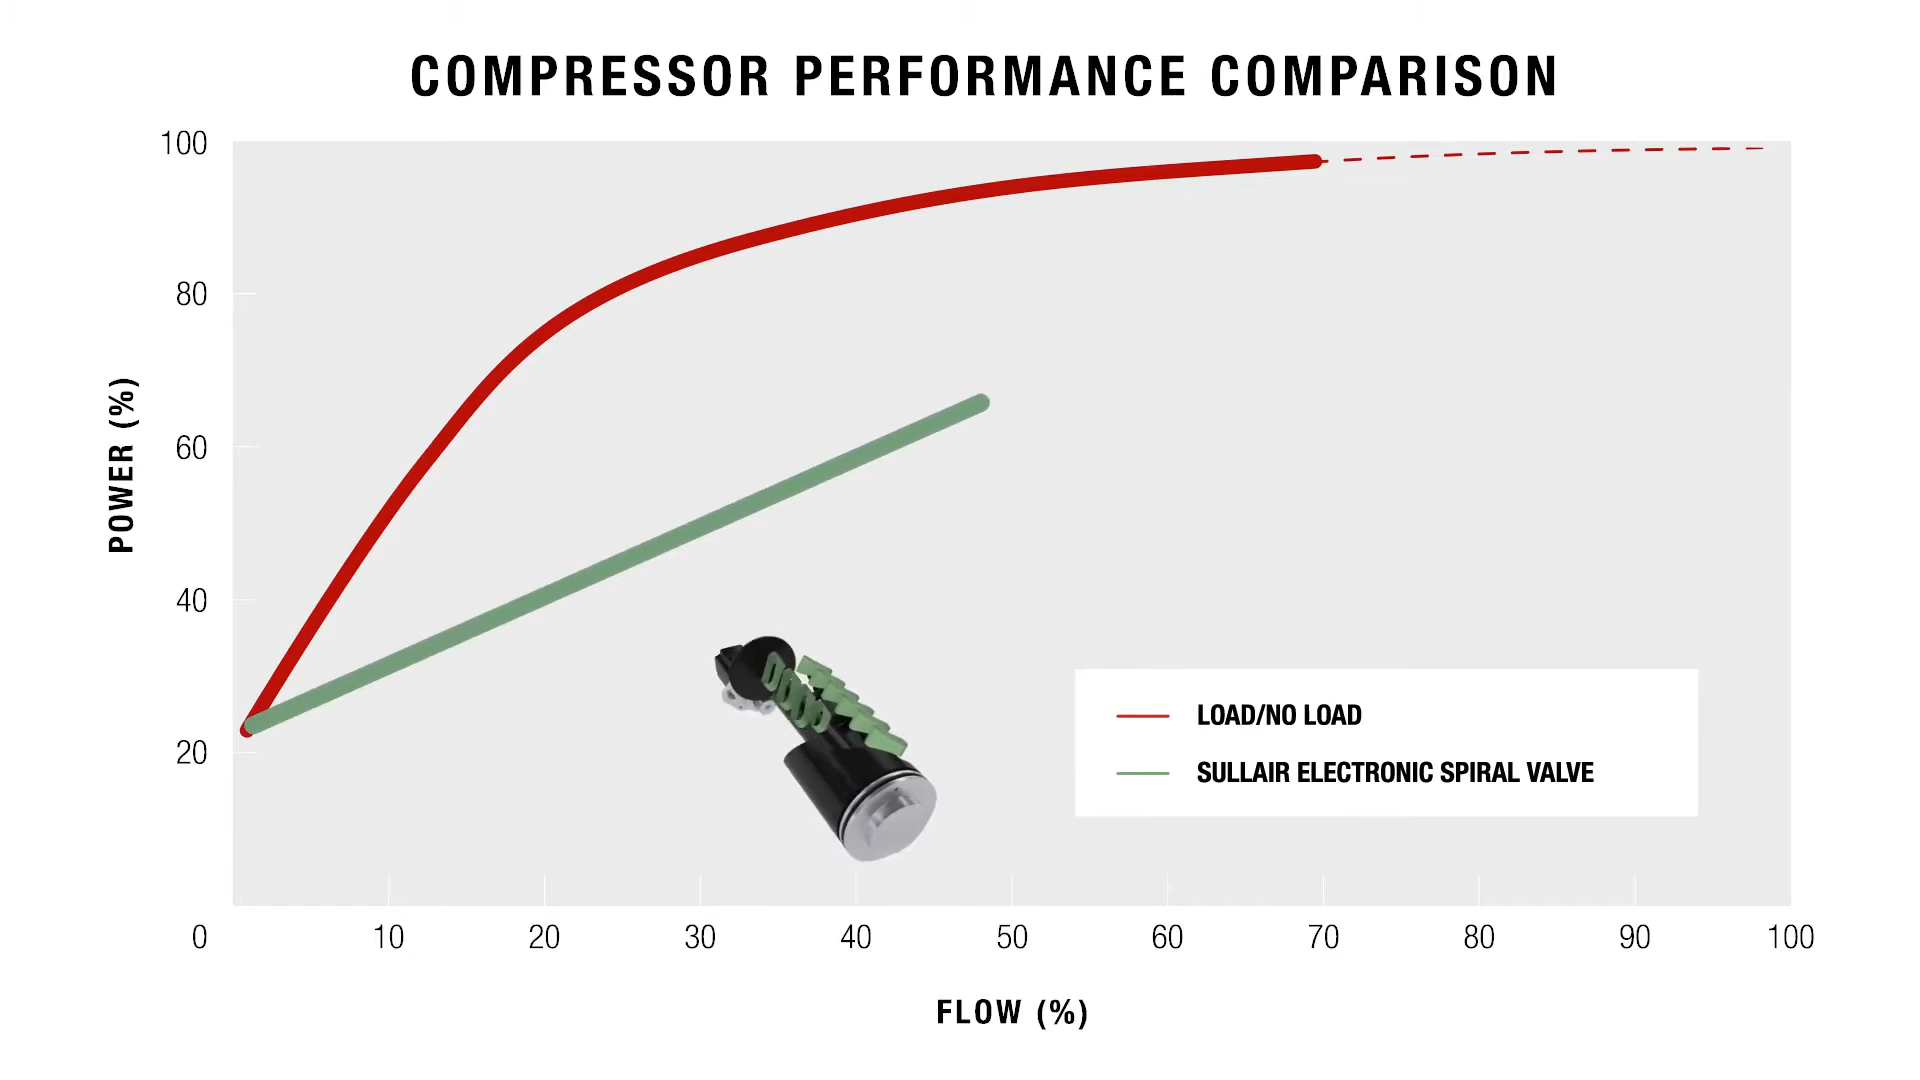 COMPRESSOR PERFORMANCE COMPARISON
100
80
60
40
20
0
POWER (%)
10 20 30 40 50 60 70 80 90 100
FLOW (%)
LOAD/NO LOAD
SULLAIR ELECTRONIC SPIRAL VALVE